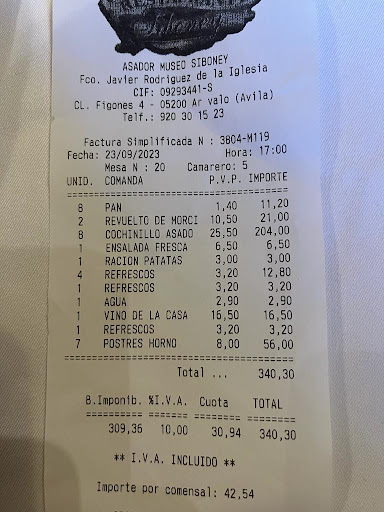 Siboney
ASADOR MUSEO SIBONEY
Fco. Javier Rodriguez de la Iglesia
CIF: 09293441-S
CL. Figones 4 - 05200 Ar valo (Avila)
Telf.: 920 30 15 23
Factura Simplificada N : 3804-M119
Fecha: 23/09/2023 Hora: 17:00
Mesa N : 20 Camarero: 5
UNID. COMANDA P.V.P. IMPORTE
8 PAN 1,40 11,20
2 REVUELTO DE MORCI 10,50 21,00
8 COCHINILLO ASADO 25,50 204,00
1 ENSALADA FRESCA 6,50 6,50
1 RACION PATATAS 3,00 3,00
4 REFRESCOS 3,20 12,80
1 REFRESCOS 3,20 3,20
1 AGUA 2,90 2,90
1 VINO DE LA CASA 16,50 16,50
1 REFRESCOS 3,20 3,20
7 POSTRES HORNO 8,00 56,00
Total ... 340,30
B.Imponib. %I.V.A. Cuota TOTAL
309,36 10,00 30,94 340,30
** I.V.A. INCLUIDO **
Importe por comensal: 42,54